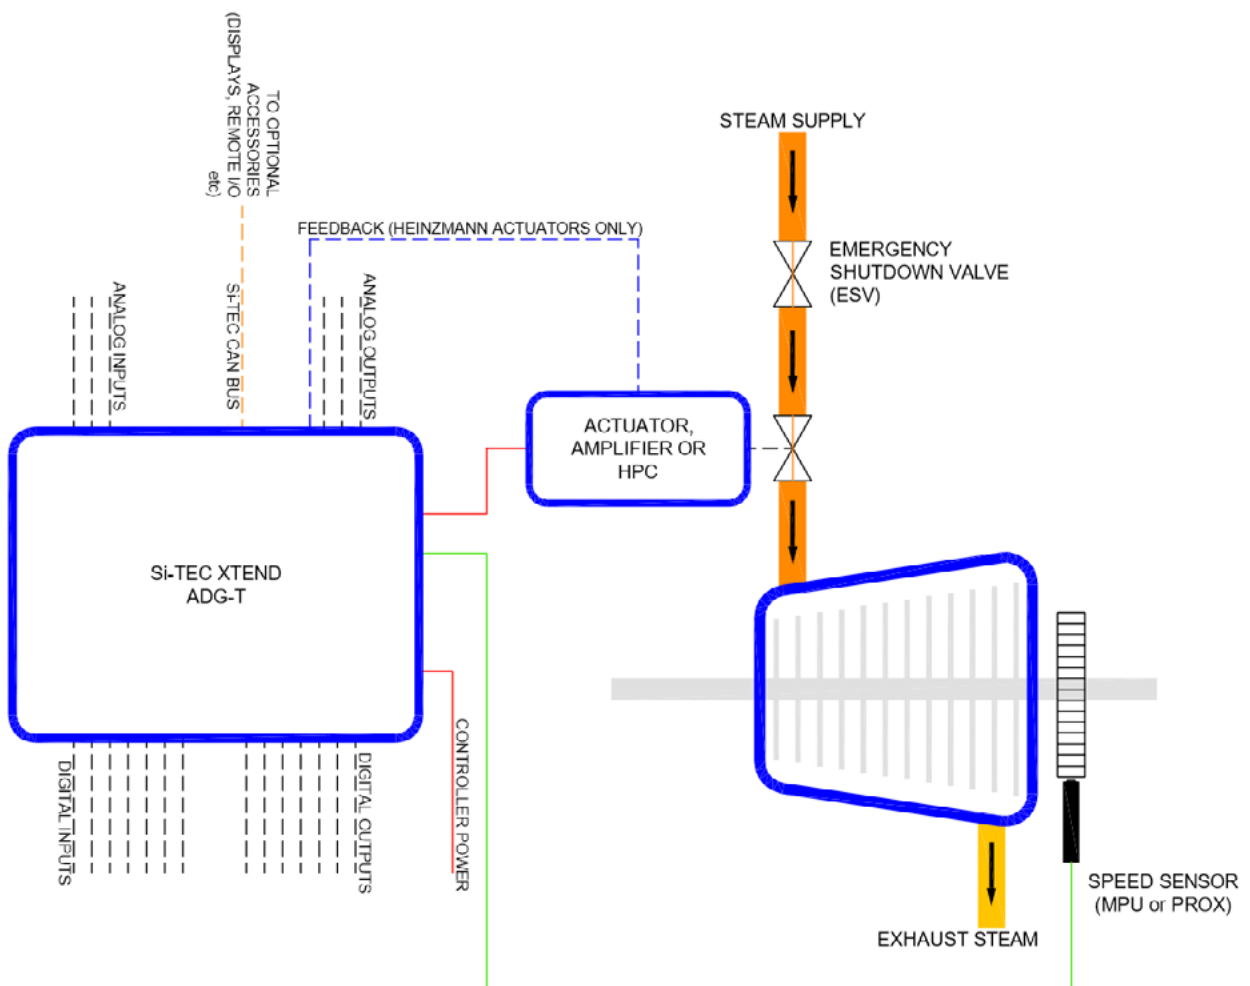 TO OPTIONAL
ACCESSORIES
(DISPLAYS, REMOTE I/O
etc)
STEAM SUPPLY
FEEDBACK (HEINZMANN ACTUATORS ONLY)
EMERGENCY
SHUTDOWN VALVE
(ESV)
ANALOG INPUTS
Si-TEC CAN BUS
ANALOG OUTPUTS
ACTUATOR,
AMPLIFIER OR
HPC
Si-TEC XTEND
ADG-T
DIGITAL INPUTS
DIGITAL OUTPUTS
CONTROLLER POWER
SPEED SENSOR
(MPU or PROX)
EXHAUST STEAM